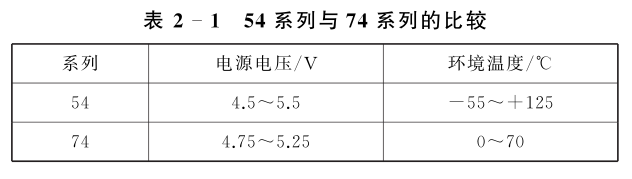 表 2-1 54 系列与 74 系列的比较
系列 电源电压/V 环境温度/℃
54 4.5～5.5 －55～＋125
74 4.75～5.25 0～70